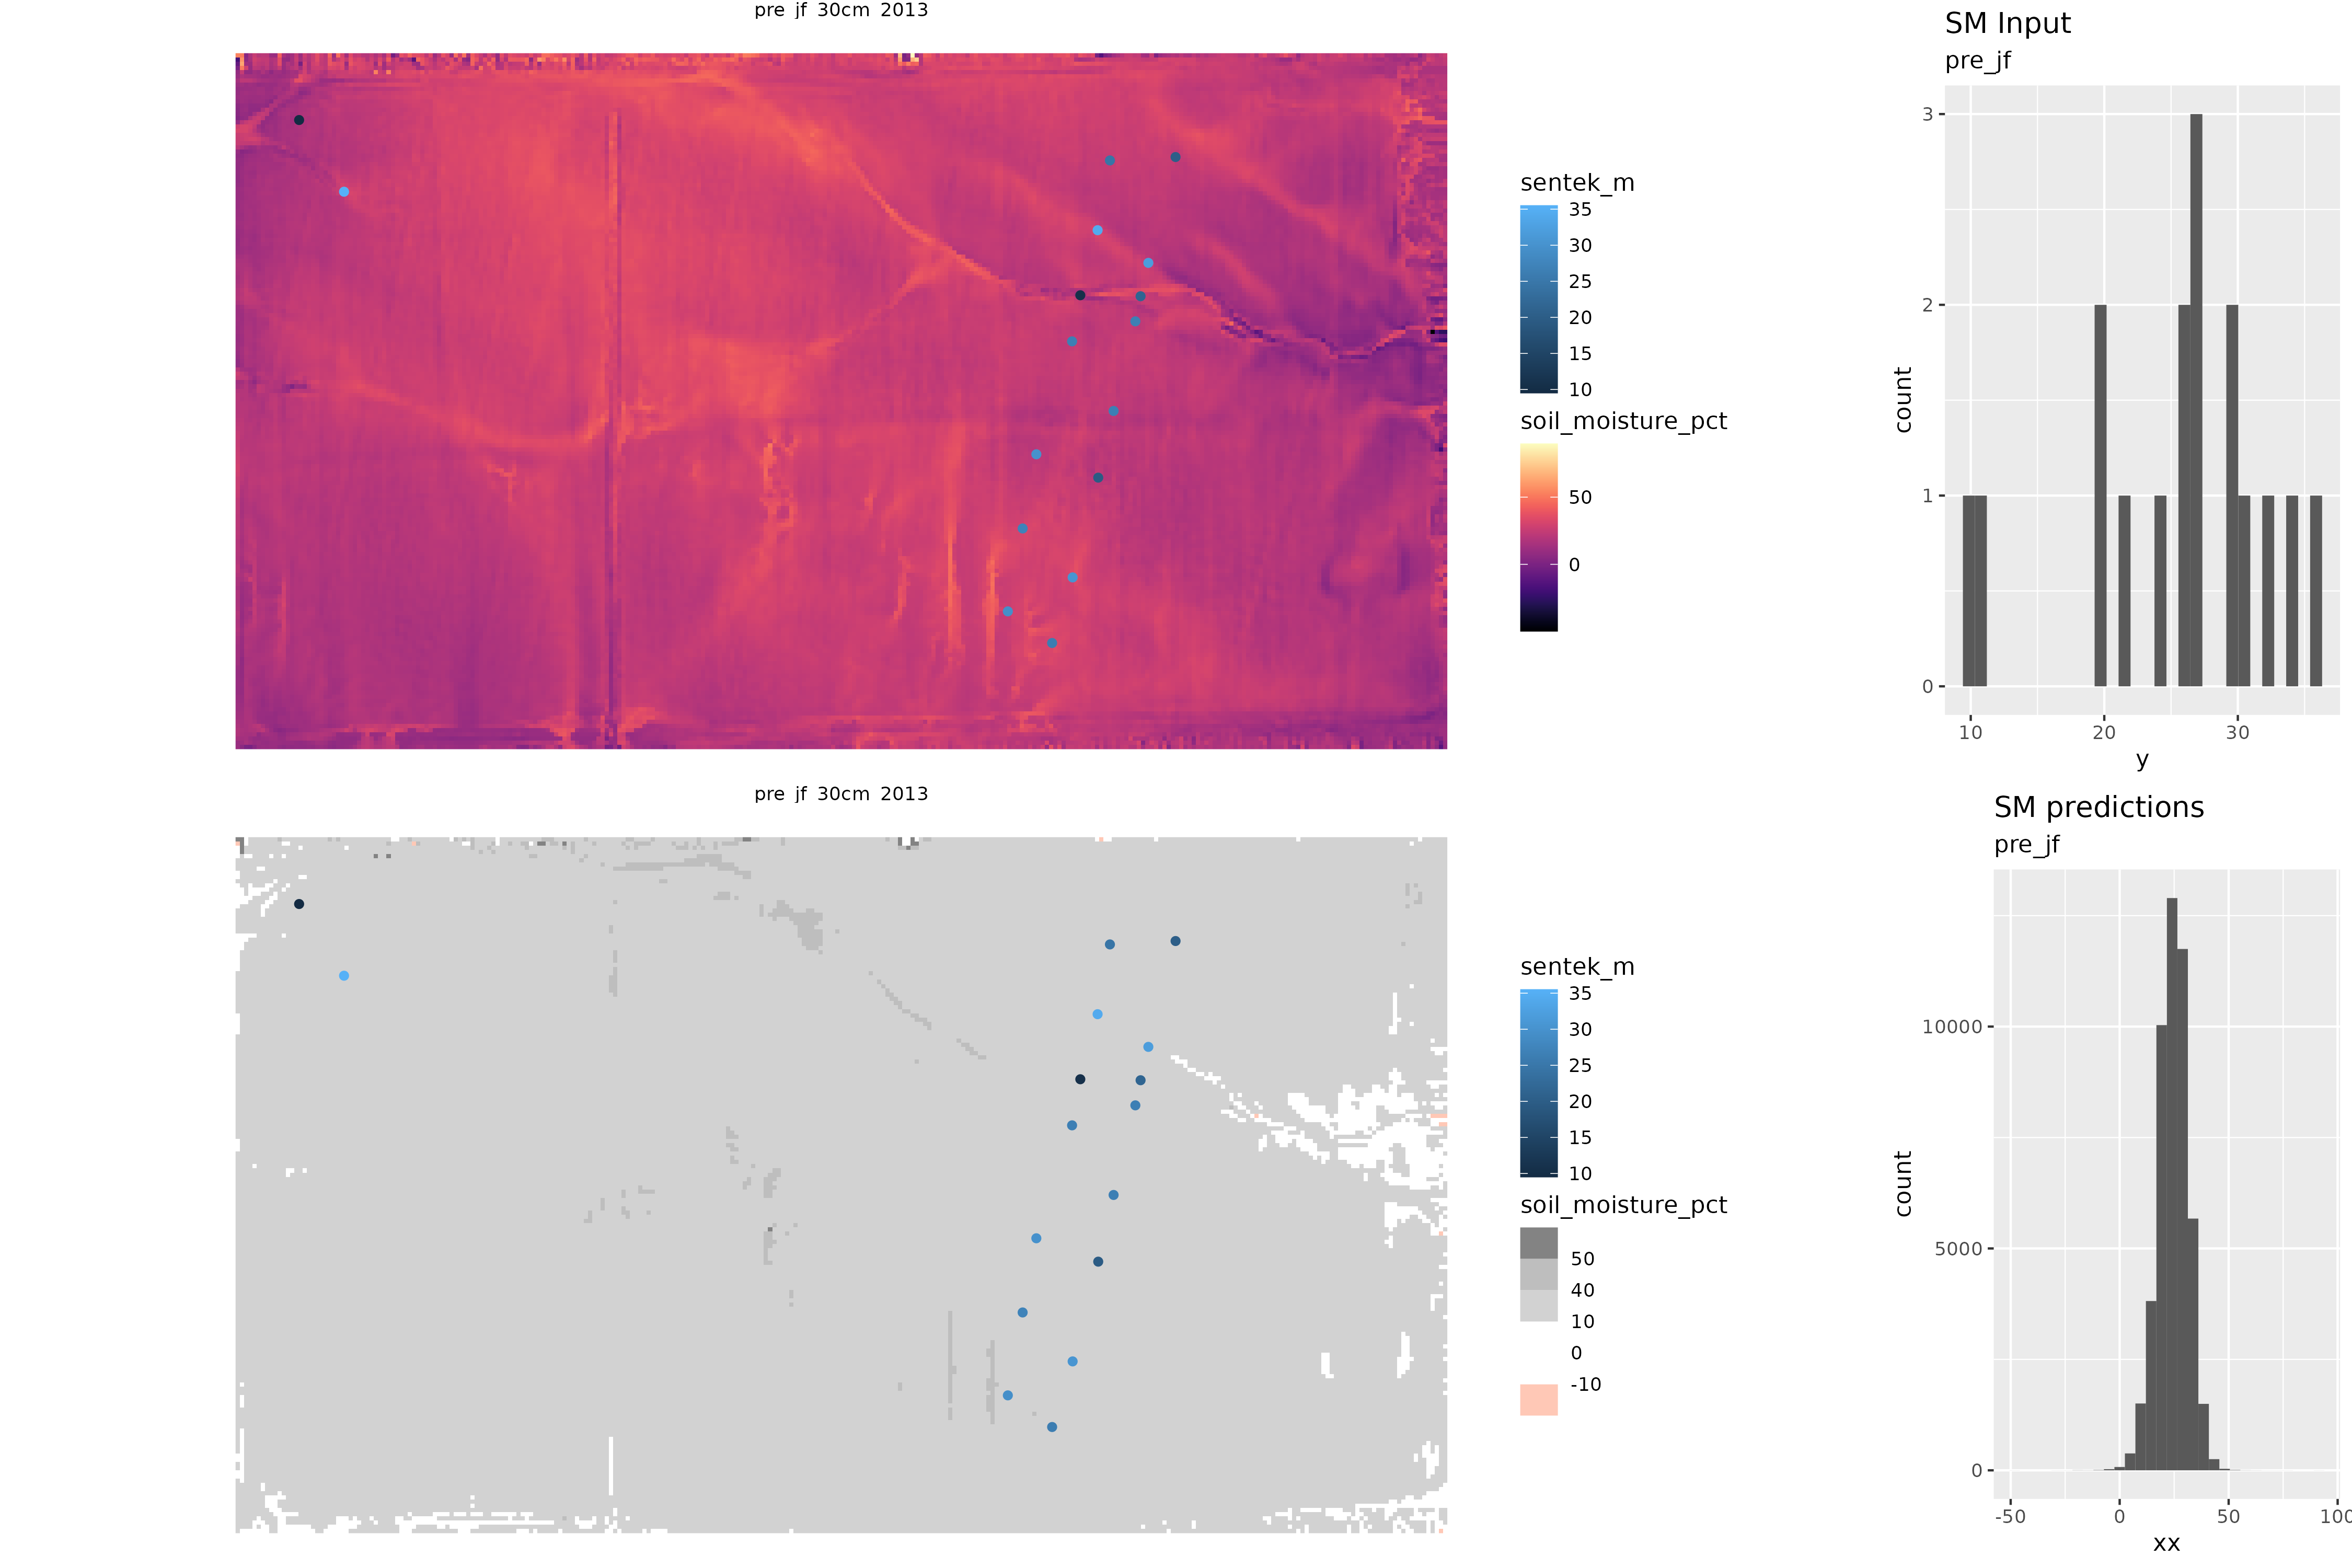 pre jf 30cm 2013
sentek_m
35
30
25
20
15
10
soil_moisture_pct
50
0
SM Input
pre_jf
count
3
2
1
0
10 20 30
y
pre jf 30cm 2013
sentek_m
35
30
25
20
15
10
soil_moisture_pct
50
40
10
0
-10
SM predictions
pre_jf
count
10000
5000
0
-50 0 50 100
xx